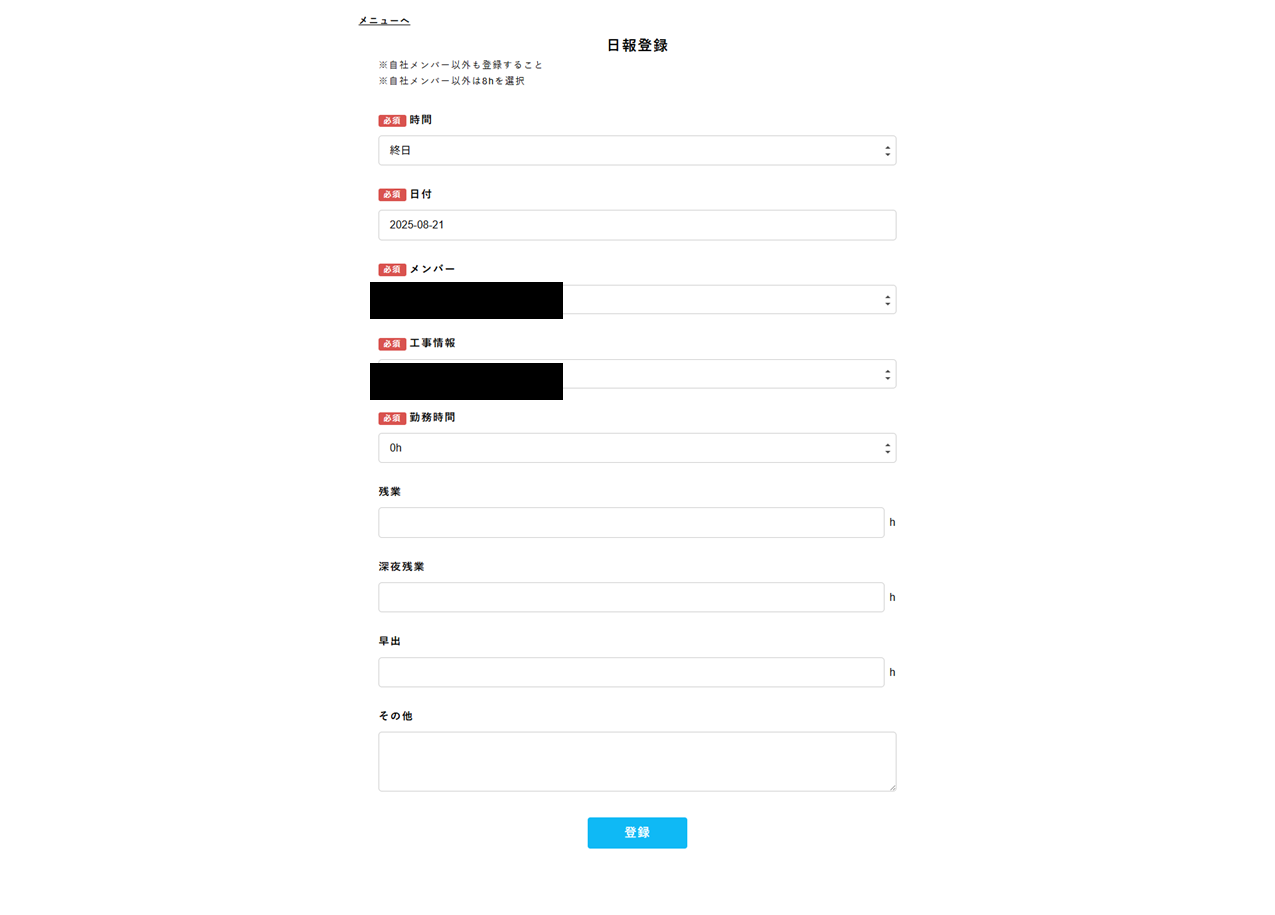 メニューへ
日報登録
※自社メンバー以外も登録すること
※自社メンバー以外は8hを選択
必須 時間
終日
必須 日付
2025-08-21
必須 メンバー
必須 工事情報
必須 勤務時間
0h
残業
h
深夜残業
h
早出
h
その他
登録